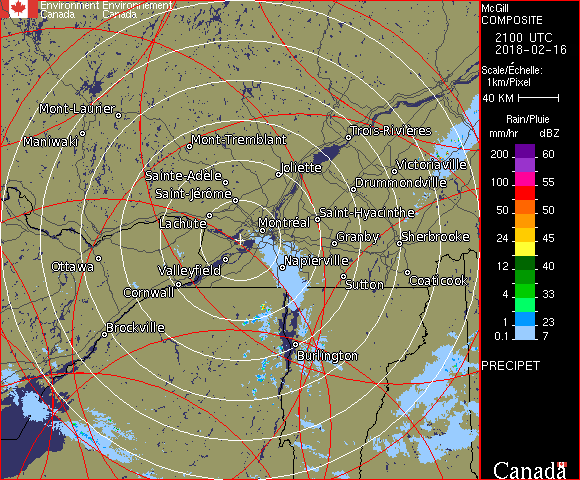 Environment Environnement
Canada Canada
McGill
COMPOSITE
2100 UTC
2018-02-16
Scale/Échelle:
1km/Pixel
40 KM
Rain/Pluie
mm/hr dBZ
200 60
100 55
50 50
24 45
12 40
4 33
1 23
0.1 7
PRECIPET
Canada
Mont-Laurier
Maniwaki
Mont-Tremblant
Trois-Rivières
Victoriaville
Joliette
Sainte-Adèle
Drummondville
Saint-Jérôme
Lachute
Saint-Hyacinthe
Montréal
Granby
Sherbrooke
Ottawa
Valleyfield
Napierville
Cornwall
Sutton
Coaticook
Brockville
Burlington